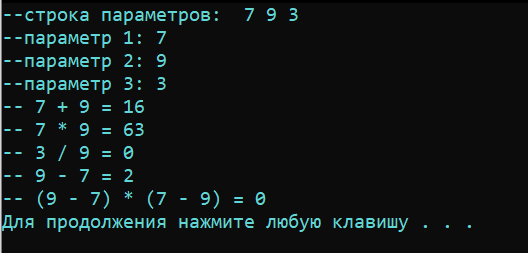 --строка параметров:  7 9 3
--параметр 1: 7
--параметр 2: 9
--параметр 3: 3
-- 7 + 9 = 16
-- 7 * 9 = 63
-- 3 / 9 = 0
-- 9 - 7 = 2
-- (9 - 7) * (7 - 9) = 0
Для продолжения нажмите любую клавишу . . .